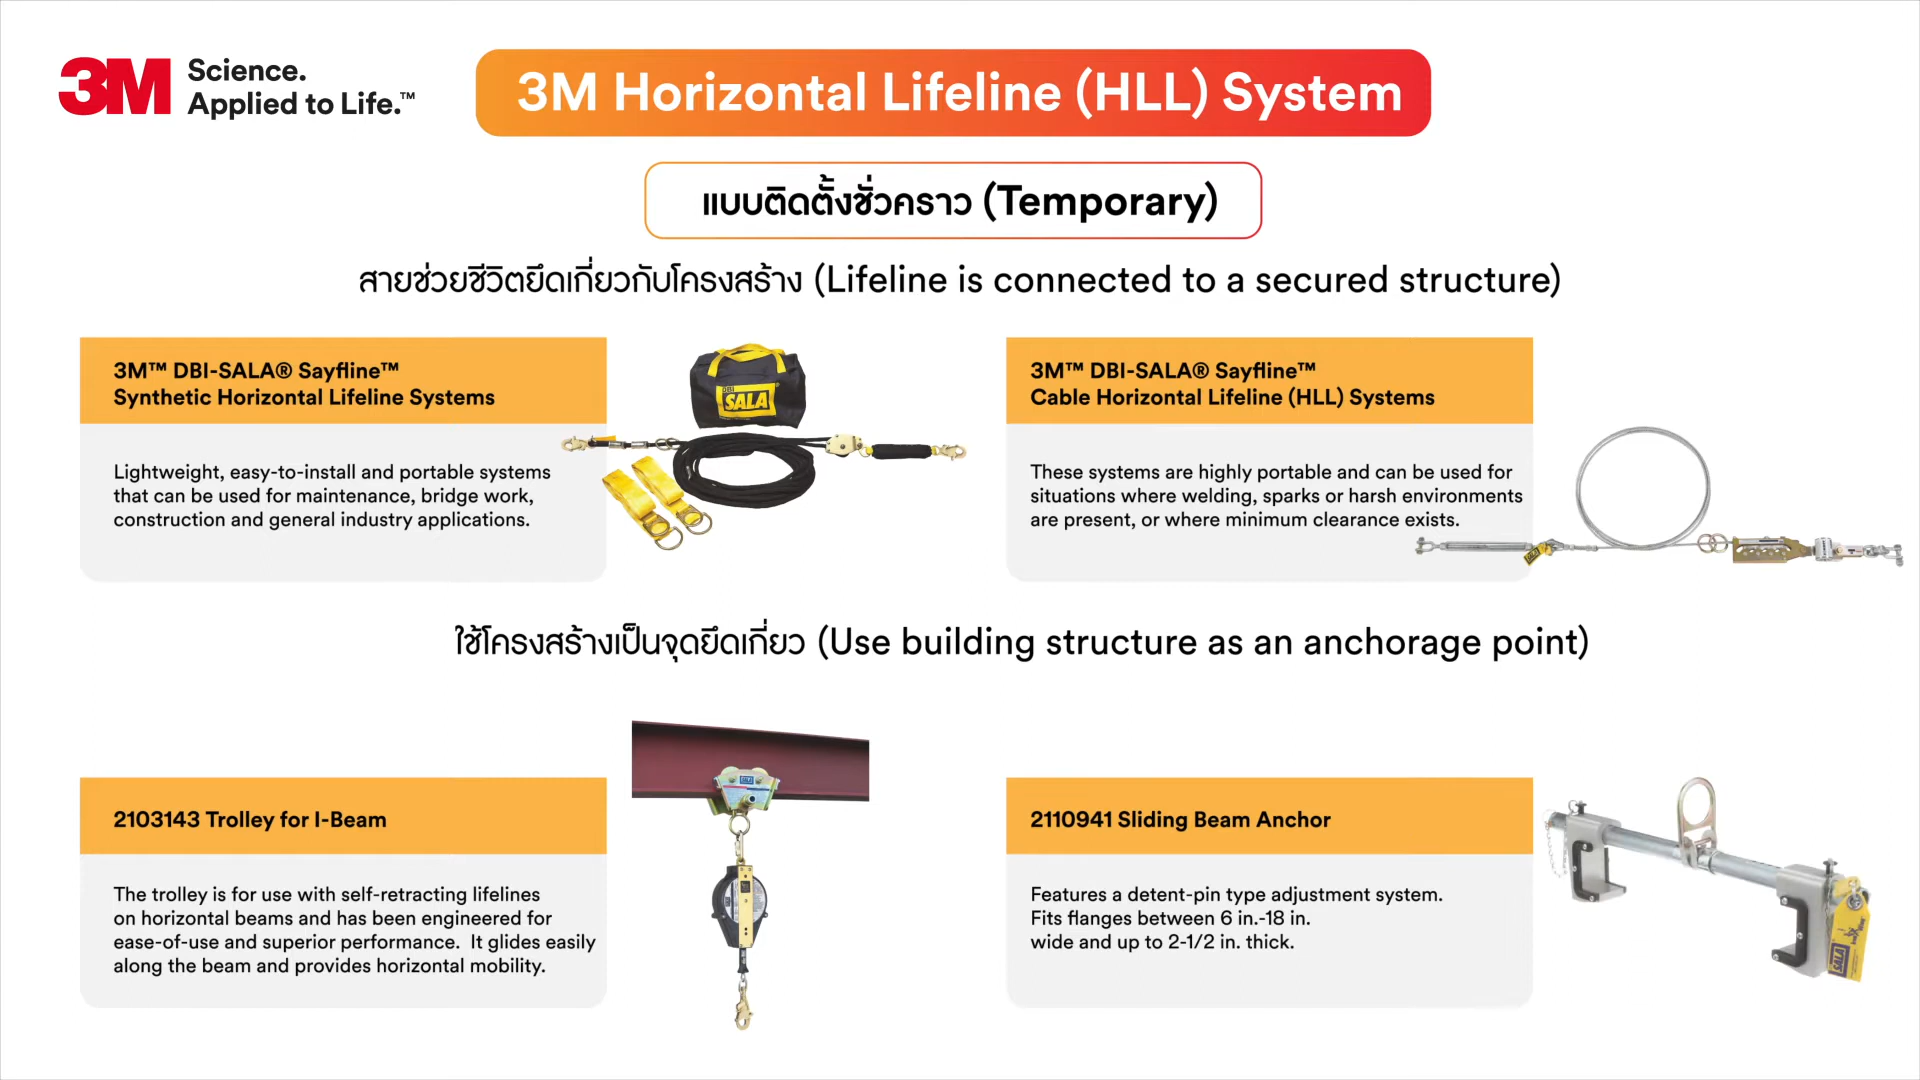 3M Science.
Applied to Life.™
3M Horizontal Lifeline (HLL) System
แบบติดตั้งชั่วคราว (Temporary)
สายช่วยชีวิตยึดเกี่ยวกับโครงสร้าง (Lifeline is connected to a secured structure)
3M™ DBI-SALA® Sayfline™
Synthetic Horizontal Lifeline Systems
Lightweight, easy-to-install and portable systems
that can be used for maintenance, bridge work,
construction and general industry applications.
DBI
SALA
3M™ DBI-SALA® Sayfline™
Cable Horizontal Lifeline (HLL) Systems
These systems are highly portable and can be used for
situations where welding, sparks or harsh environments
are present, or where minimum clearance exists.
SALA
ใช้โครงสร้างเป็นจุดยึดเกี่ยว (Use building structure as an anchorage point)
2103143 Trolley for I-Beam
The trolley is for use with self-retracting lifelines
on horizontal beams and has been engineered for
ease-of-use and superior performance.  It glides easily
along the beam and provides horizontal mobility.
SALA
2110941 Sliding Beam Anchor
Features a detent-pin type adjustment system.
Fits flanges between 6 in.-18 in.
wide and up to 2-1/2 in. thick.
SALA